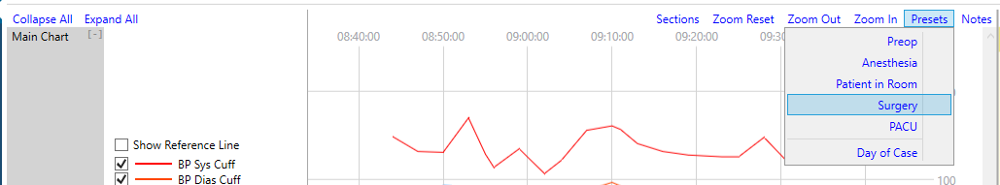 Collapse All Expand All Sections Zoom Reset Zoom Out Zoom In Presets Notes
Main Chart [-] 08:40:00 08:50:00 09:00:00 09:10:00 09:20:00
Preop
Anesthesia
Patient in Room
Surgery
PACU
Show Reference Line
Day of Case
BP Sys Cuff
BP Dias Cuff 100